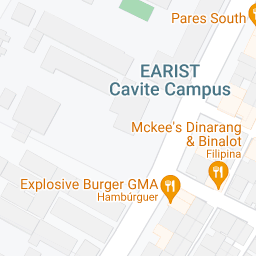 Pares South
EARIST
Cavite Campus
Mckee's Dinarang
& Binalot
Filipina
Explosive Burger GMA
Hambúrguer